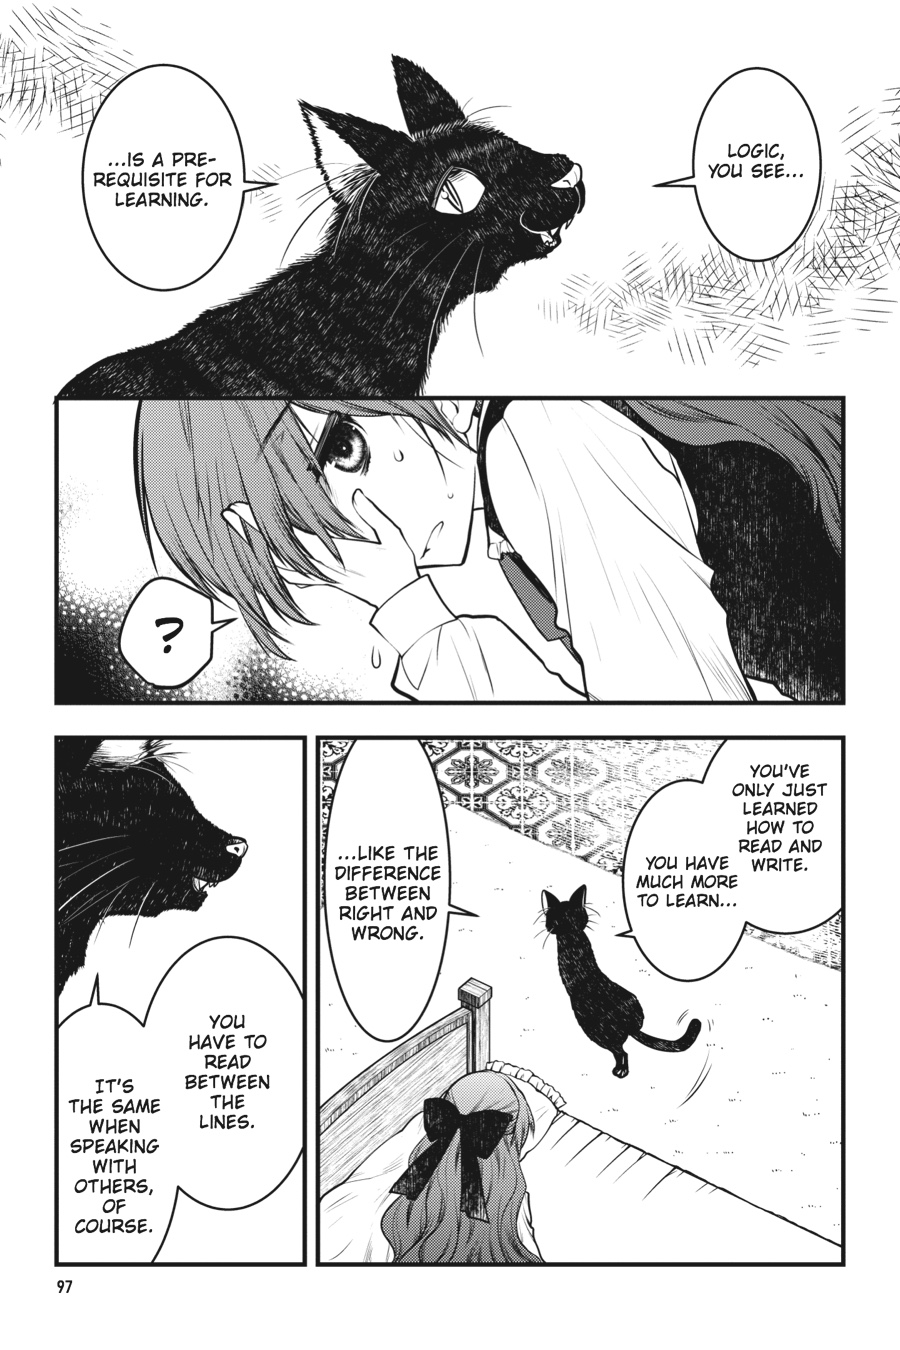 LOGIC,
YOU SEE...
...IS A PRE-
REQUISITE FOR
LEARNING.
?
YOU'VE
ONLY JUST
LEARNED
HOW TO
READ AND
WRITE.
YOU HAVE
MUCH MORE
TO LEARN...
...LIKE THE
DIFFERENCE
BETWEEN
RIGHT AND
WRONG.
YOU
HAVE TO
READ
BETWEEN
THE
LINES.
IT'S
THE SAME
WHEN
SPEAKING
WITH
OTHERS,
OF
COURSE.
97